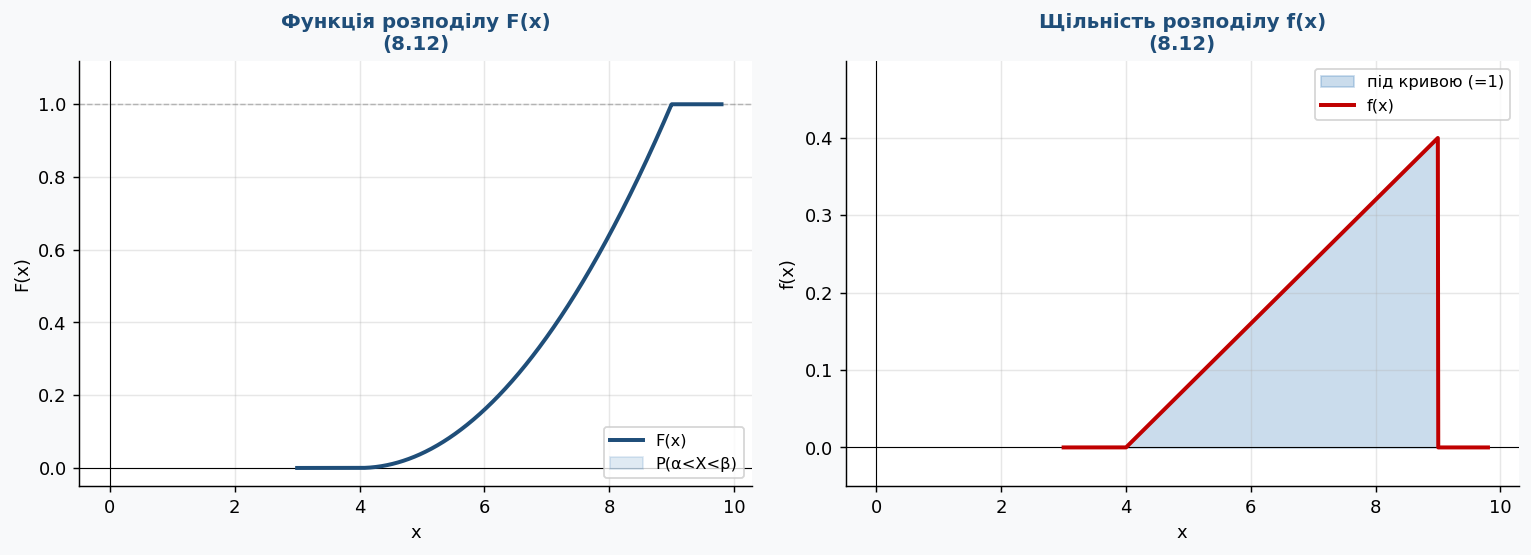 Функція розподілу F(x)
(8.12)
1.0
0.8
0.6
0.4
0.2
0.0
F(x)
F(x)
P(α<X<β)
0 2 4 6 8 10
x
Щільність розподілу f(x)
(8.12)
під кривою (=1)
f(x)
0.4
0.3
0.2
0.1
0.0
f(x)
0 2 4 6 8 10
x